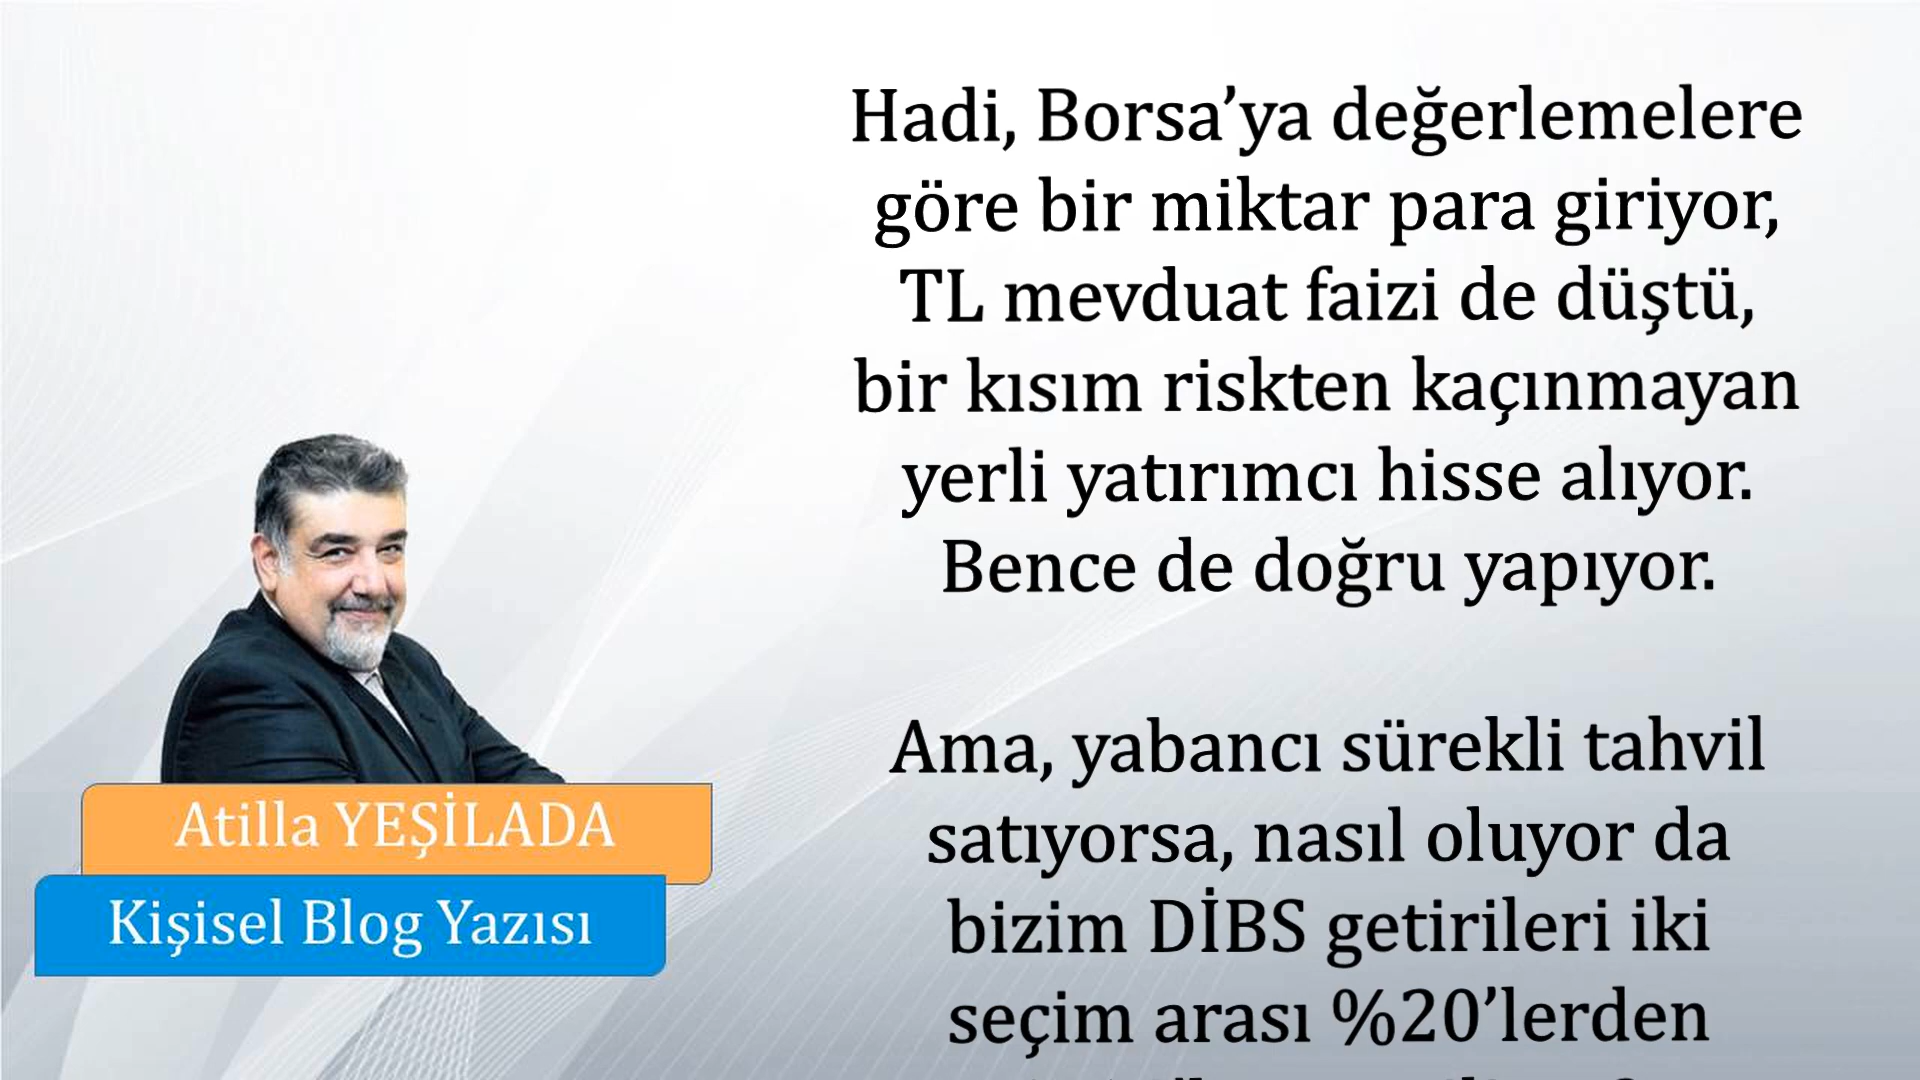 Hadi, Borsa’ya değerlemelere
göre bir miktar para giriyor,
TL mevduat faizi de düştü,
bir kısım riskten kaçınmayan
yerli yatırımcı hisse alıyor.
Bence de doğru yapıyor.
Ama, yabancı sürekli tahvil
satıyorsa, nasıl oluyor da
bizim DİBS getirileri iki
seçim arası %20’lerden
Atilla YEŞİLADA
Kişisel Blog Yazısı